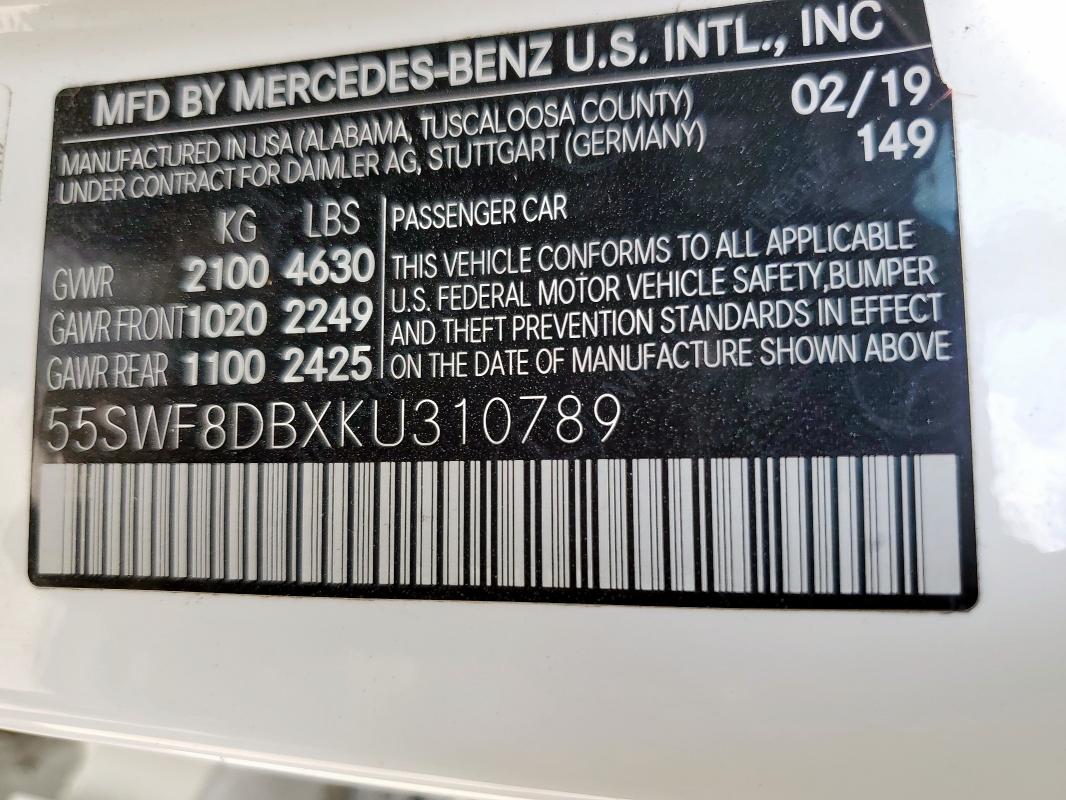 MFD BY MERCEDES-BENZ U.S. INTL., INC
MANUFACTURED IN USA (ALABAMA, TUSCALOOSA COUNTY)
UNDER CONTRACT FOR DAIMLER AG, STUTTGART (GERMANY)
02/19
149
KG LBS
GVWR 2100 4630
GAWR FRONT 1020 2249
GAWR REAR 1100 2425
PASSENGER CAR
THIS VEHICLE CONFORMS TO ALL APPLICABLE
U.S. FEDERAL MOTOR VEHICLE SAFETY,BUMPER
AND THEFT PREVENTION STANDARDS IN EFFECT
ON THE DATE OF MANUFACTURE SHOWN ABOVE
55SWF8DBXKU310789